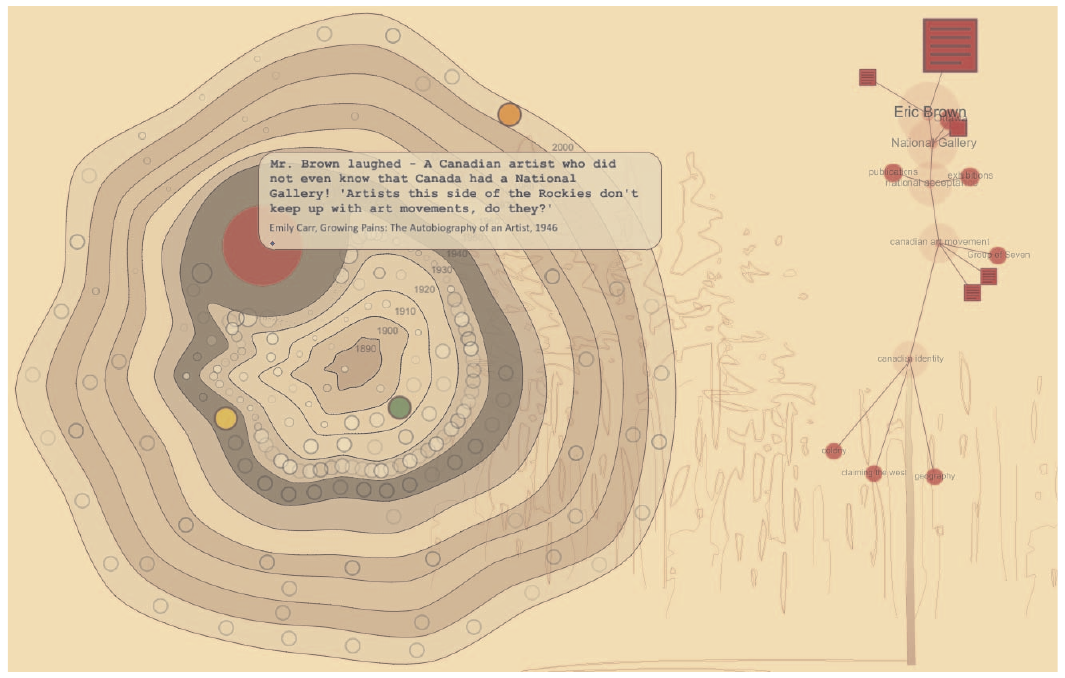 2000
Mr. Brown laughed - A Canadian artist who did
not even know that Canada had a National
Gallery! 'Artists this side of the Rockies don't
keep up with art movements, do they?'
Emily Carr, Growing Pains: The Autobiography of an Artist, 1946
1940
1930
1920
1910
1900
1890
Eric Brown
National Gallery
publications
exhibitions
national acceptance
canadian art movement
Group of Seven
canadian identity
colony
claiming the west
geography